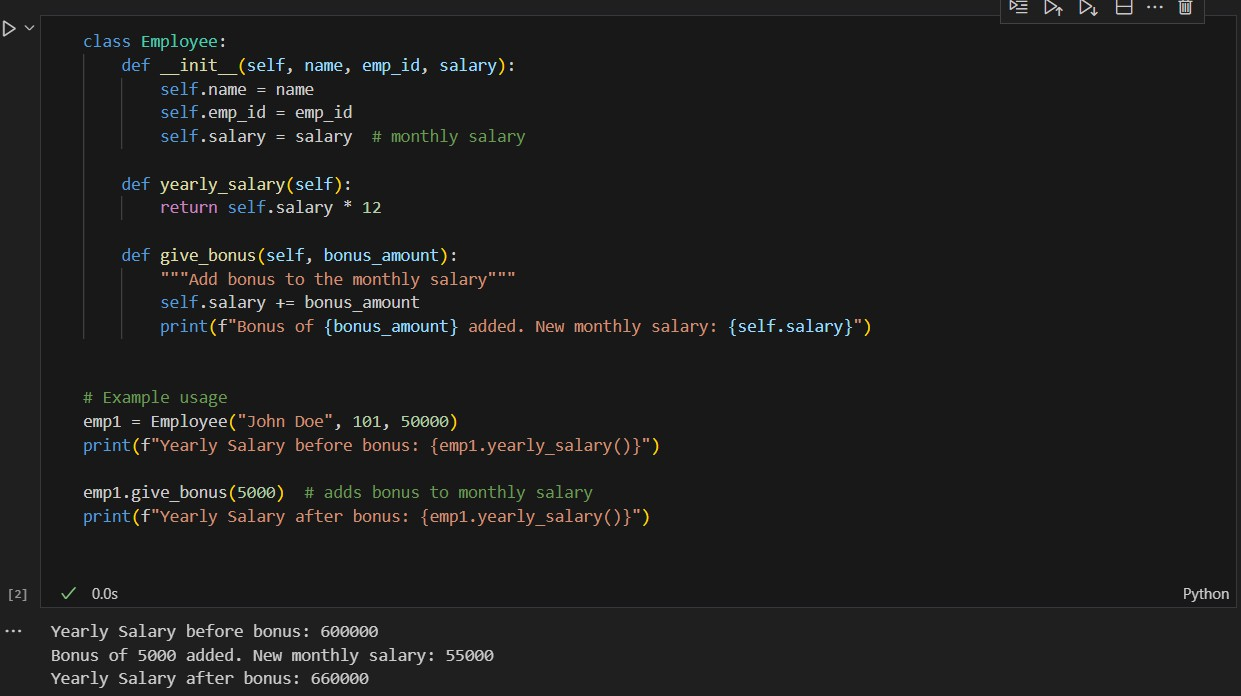 class Employee:
    def __init__(self, name, emp_id, salary):
        self.name = name
        self.emp_id = emp_id
        self.salary = salary  # monthly salary

    def yearly_salary(self):
        return self.salary * 12

    def give_bonus(self, bonus_amount):
        """Add bonus to the monthly salary"""
        self.salary += bonus_amount
        print(f"Bonus of {bonus_amount} added. New monthly salary: {self.salary}")


# Example usage
emp1 = Employee("John Doe", 101, 50000)
print(f"Yearly Salary before bonus: {emp1.yearly_salary()}")

emp1.give_bonus(5000)  # adds bonus to monthly salary
print(f"Yearly Salary after bonus: {emp1.yearly_salary()}")

[2] ✓ 0.0s Python
Yearly Salary before bonus: 600000
Bonus of 5000 added. New monthly salary: 55000
Yearly Salary after bonus: 660000